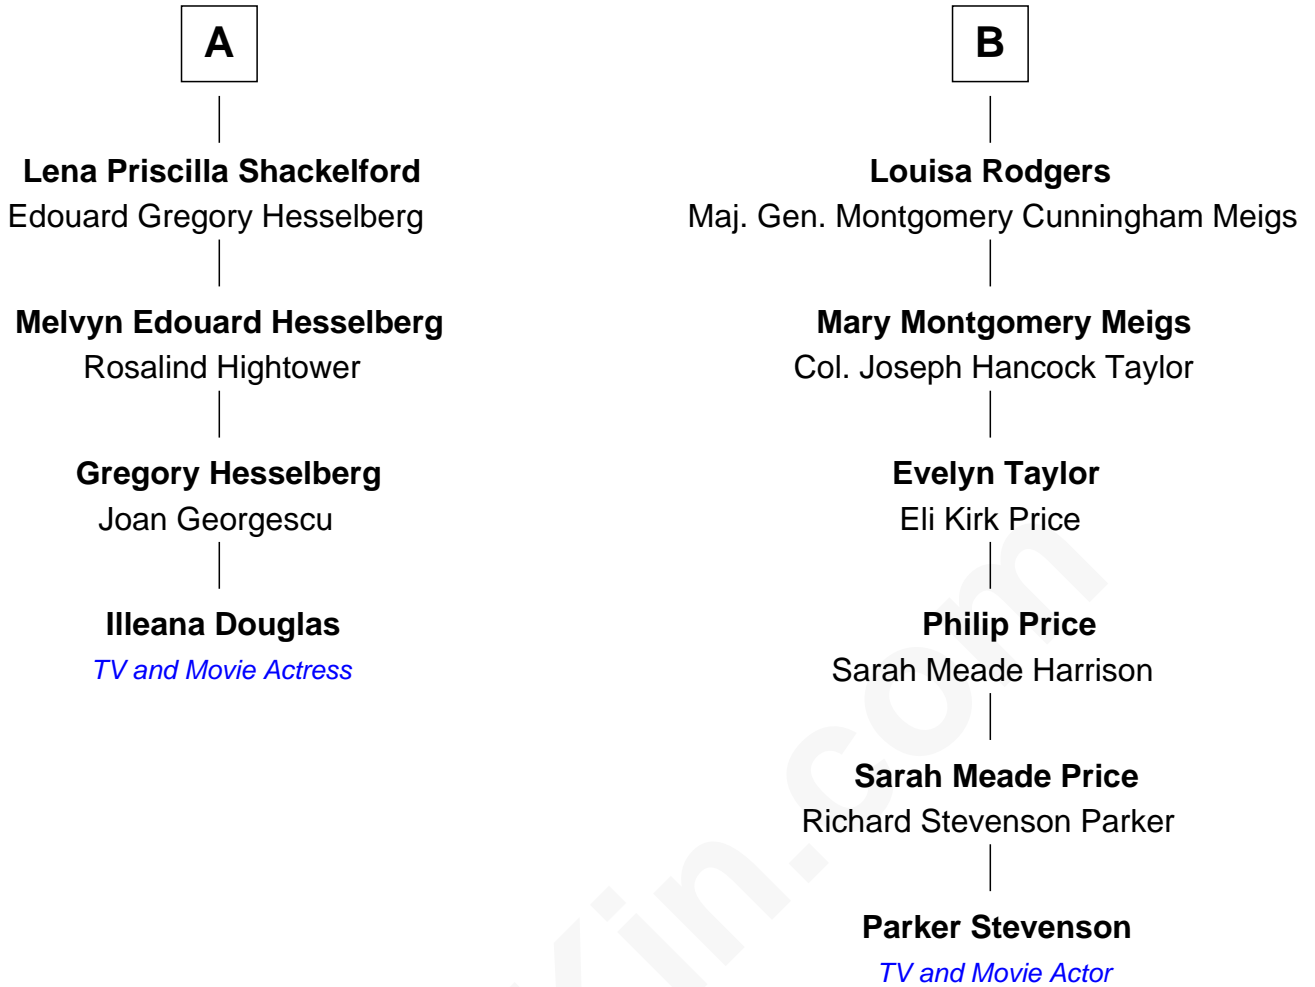 A
Lena Priscilla Shackelford
Edouard Gregory Hesselberg
Melvyn Edouard Hesselberg
Rosalind Hightower
Gregory Hesselberg
Joan Georgescu
Illeana Douglas
TV and Movie Actress
B
Louisa Rodgers
Maj. Gen. Montgomery Cunningham Meigs
Mary Montgomery Meigs
Col. Joseph Hancock Taylor
Evelyn Taylor
Eli Kirk Price
Philip Price
Sarah Meade Harrison
Sarah Meade Price
Richard Stevenson Parker
Parker Stevenson
TV and Movie Actor
Kin.com